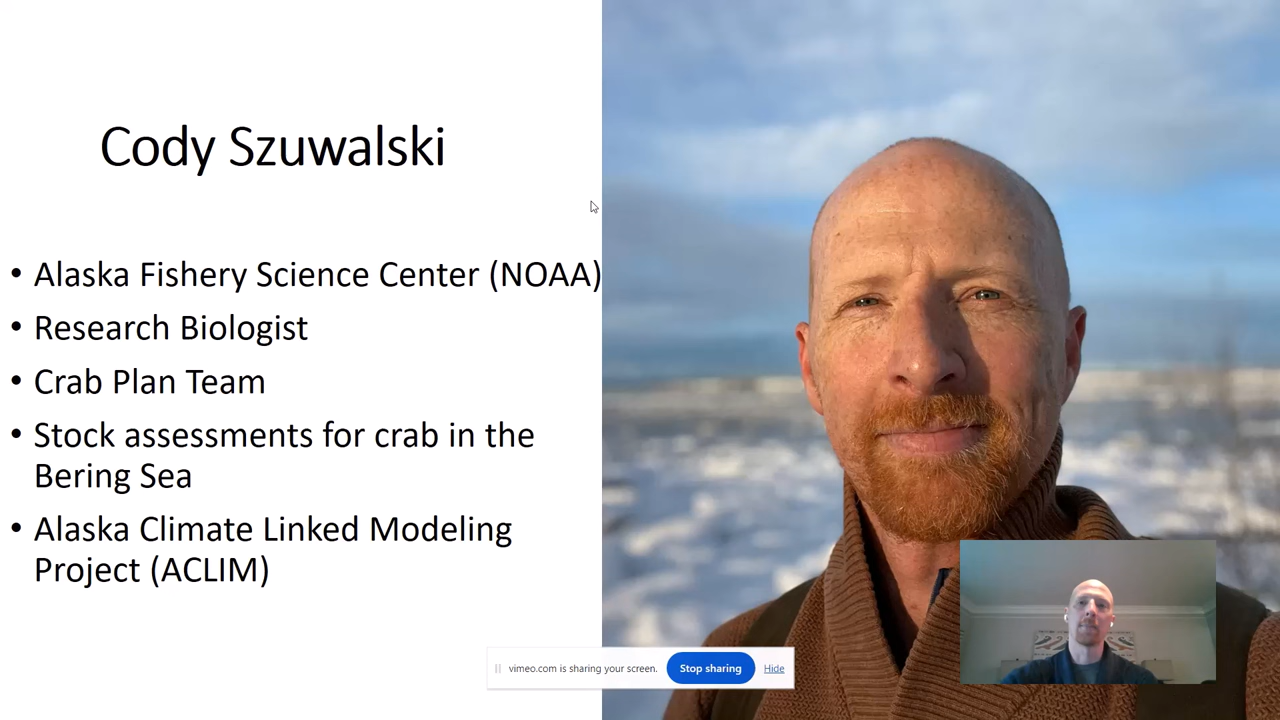 Cody Szuwalski
• Alaska Fishery Science Center (NOAA)
• Research Biologist
• Crab Plan Team
• Stock assessments for crab in the
Bering Sea
• Alaska Climate Linked Modeling
Project (ACLIM)
vimeo.com is sharing your screen. Stop sharing Hide